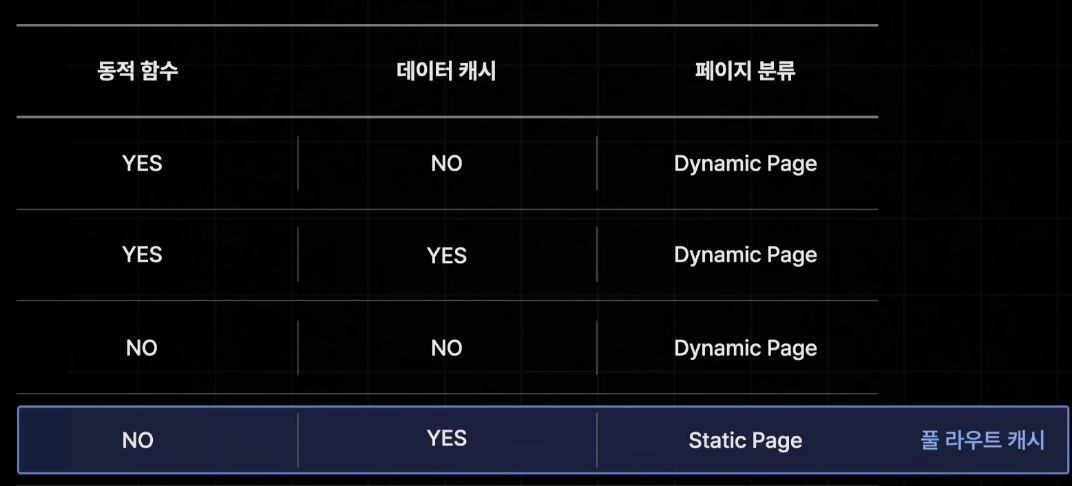 동적 함수 데이터 캐시 페이지 분류
YES NO Dynamic Page
YES YES Dynamic Page
NO NO Dynamic Page
NO YES Static Page 풀 라우트 캐시